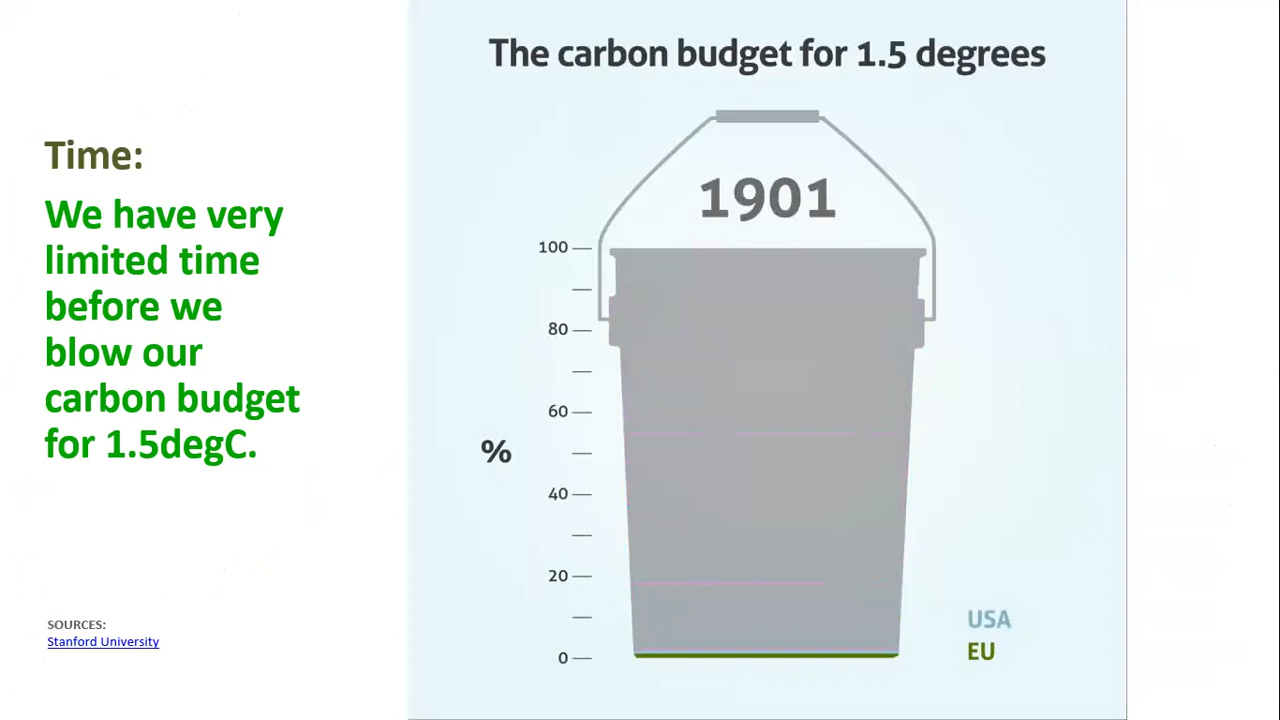 The carbon budget for 1.5 degrees
Time:
We have very
limited time
before we
blow our
carbon budget
for 1.5degC.
SOURCES:
Stanford University
1901
100
80
60
%
40
20
0
USA
EU